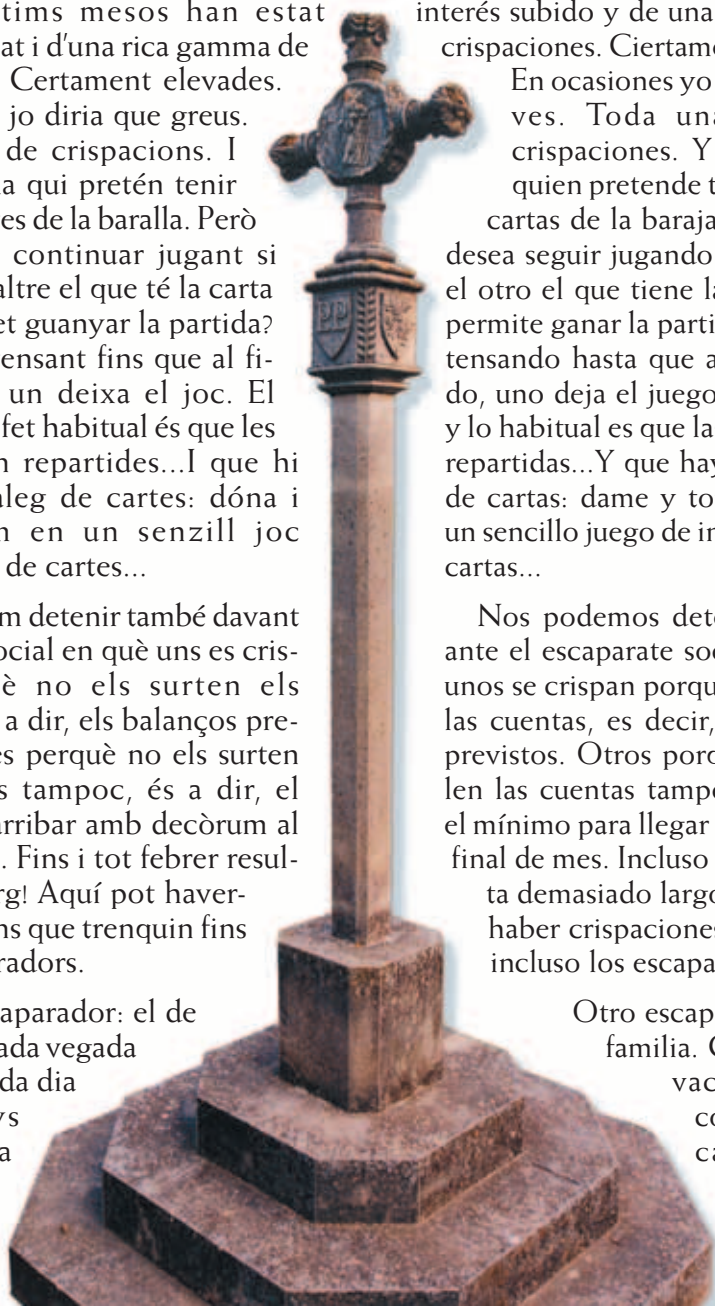 tims mesos han estat
at i d'una rica gamma de
Certament elevades.
jo diria que greus.
de crispacions. I
a qui pretén tenir
es de la baralla. Però
continuar jugant si
altre el que té la carta
et guanyar la partida?
ensant fins que al fi-
un deixa el joc. El
fet habitual és que les
n repartides...I que hi
aleg de cartes: dóna i
n en un senzill joc
de cartes...
m detenir també davant
ocial en què uns es cris-
è no els surten els
a dir, els balanços pre-
es perquè no els surten
s tampoc, és a dir, el
arribar amb decòrum al
. Fins i tot febrer resul-
rg! Aquí pot haver-
ns que trenquin fins
radors.
aparador: el de
ada vegada
da dia
ys
a
interés subido y de una
crispaciones. Ciertame
En ocasiones yo
ves. Toda una
crispaciones. Y
quien pretende t
cartas de la baraja
desea seguir jugando
el otro el que tiene la
permite ganar la parti
tensando hasta que a
do, uno deja el juego
y lo habitual es que la
repartidas...Y que hay
de cartas: dame y to
un sencillo juego de in
cartas...
Nos podemos dete
ante el escaparate soc
unos se crispan porqu
las cuentas, es decir,
previstos. Otros porq
len las cuentas tampo
el mínimo para llegar
final de mes. Incluso
ta demasiado largo
haber crispaciones
incluso los escapa
Otro escap
familia. C
vac
co
ca
PP